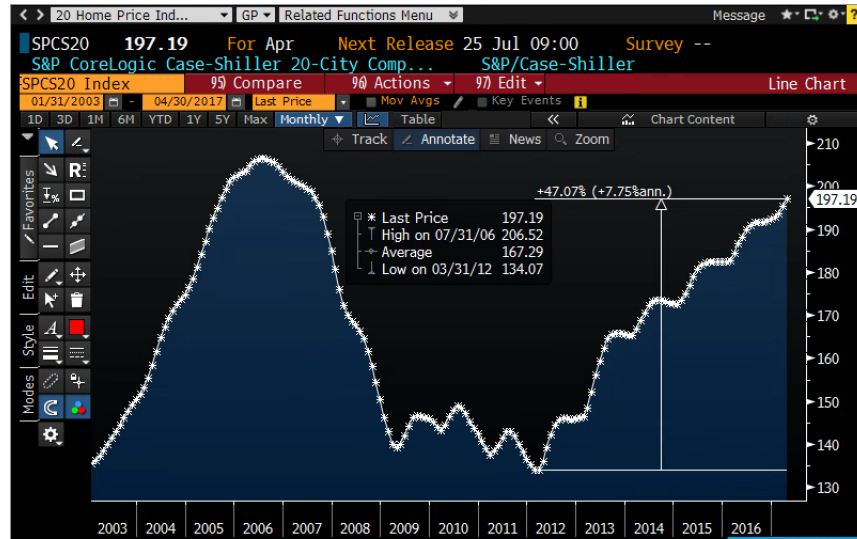 < > 20 Home Price Ind... GP Related Functions Menu Message
SPCS20 197.19 For Apr Next Release 25 Jul 09:00 Survey --
S&P CoreLogic Case-Shiller 20-City Comp... S&P/Case-Shiller
SPCS20 Index 95) Compare 96) Actions 97) Edit Line Chart
01/31/2003 - 04/30/2017 Last Price Mov Avgs Key Events
1D 3D 1M 6M YTD 1Y 5Y Max Monthly Table << Chart Content
Track Annotate News Zoom
Favorites
Edit
Style
Modes
+47.07% (+7.75%ann.)
Last Price 197.19
High on 07/31/06 206.52
Average 167.29
Low on 03/31/12 134.07
210
200
197.19
190
180
170
160
150
140
130
2003 2004 2005 2006 2007 2008 2009 2010 2011 2012 2013 2014 2015 2016